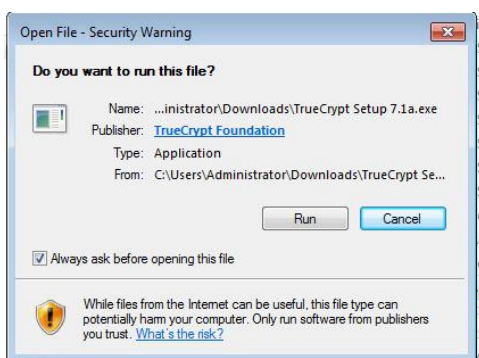 Open File - Security Warning
Do you want to run this file?
Name: ...inistrator\Downloads\TrueCrypt Setup 7.1a.exe
Publisher: TrueCrypt Foundation
Type: Application
From: C:\Users\Administrator\Downloads\TrueCrypt Se...
Run Cancel
Always ask before opening this file
While files from the Internet can be useful, this file type can
potentially harm your computer. Only run software from publishers
you trust. What's the risk?